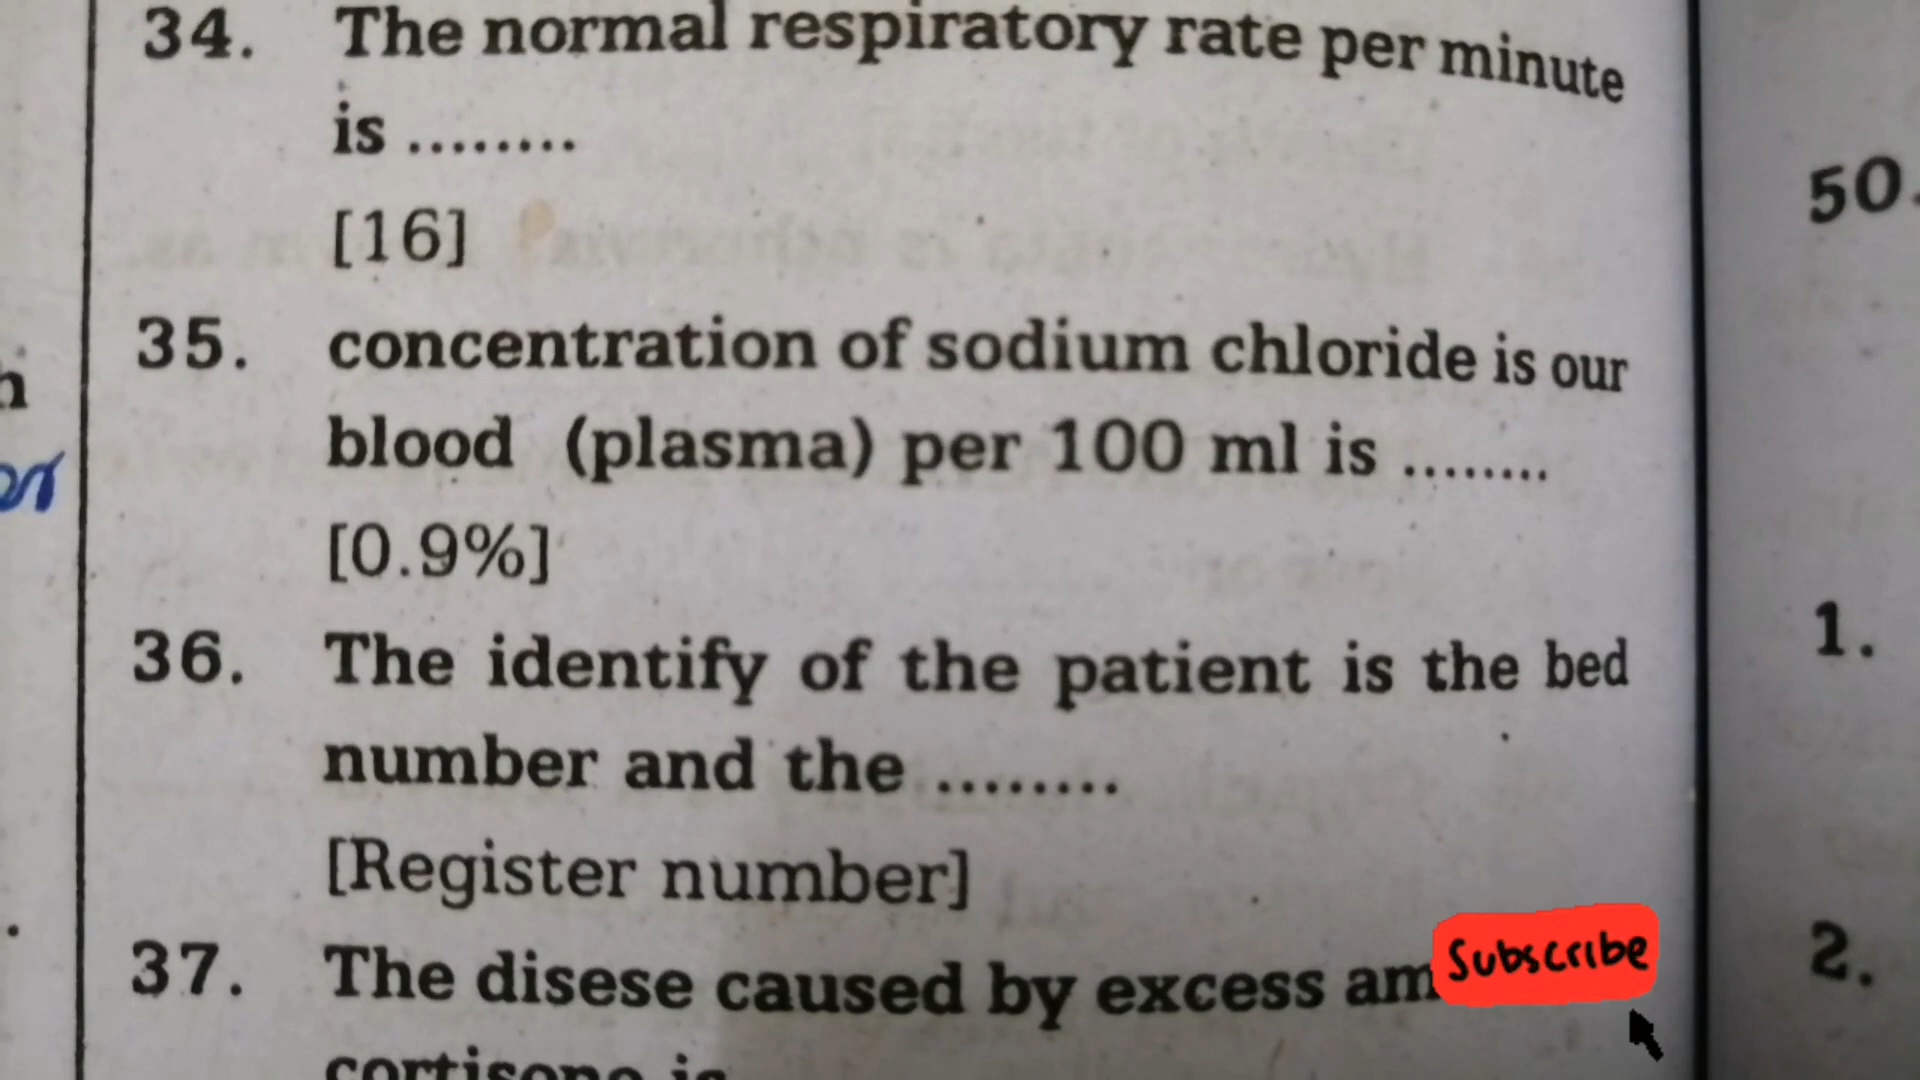 34. The normal respiratory rate per minute
is ........
[16]
35. concentration of sodium chloride is our
blood (plasma) per 100 ml is ........
[0.9%]
36. The identify of the patient is the bed
number and the ........
[Register number]
37. The disese caused by excess am
cortisone is
Subscribe
50.
1.
2.